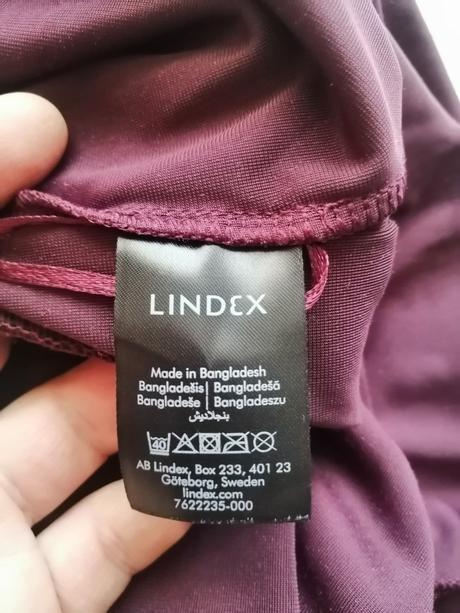 LINDEX
Made in Bangladesh
Bangladešis| Bangladešā
Bangladeše | Bangladeszu
بنجلاديش
40
AB Lindex, Box 233, 401 23
Göteborg, Sweden
lindex.com
7622235-000